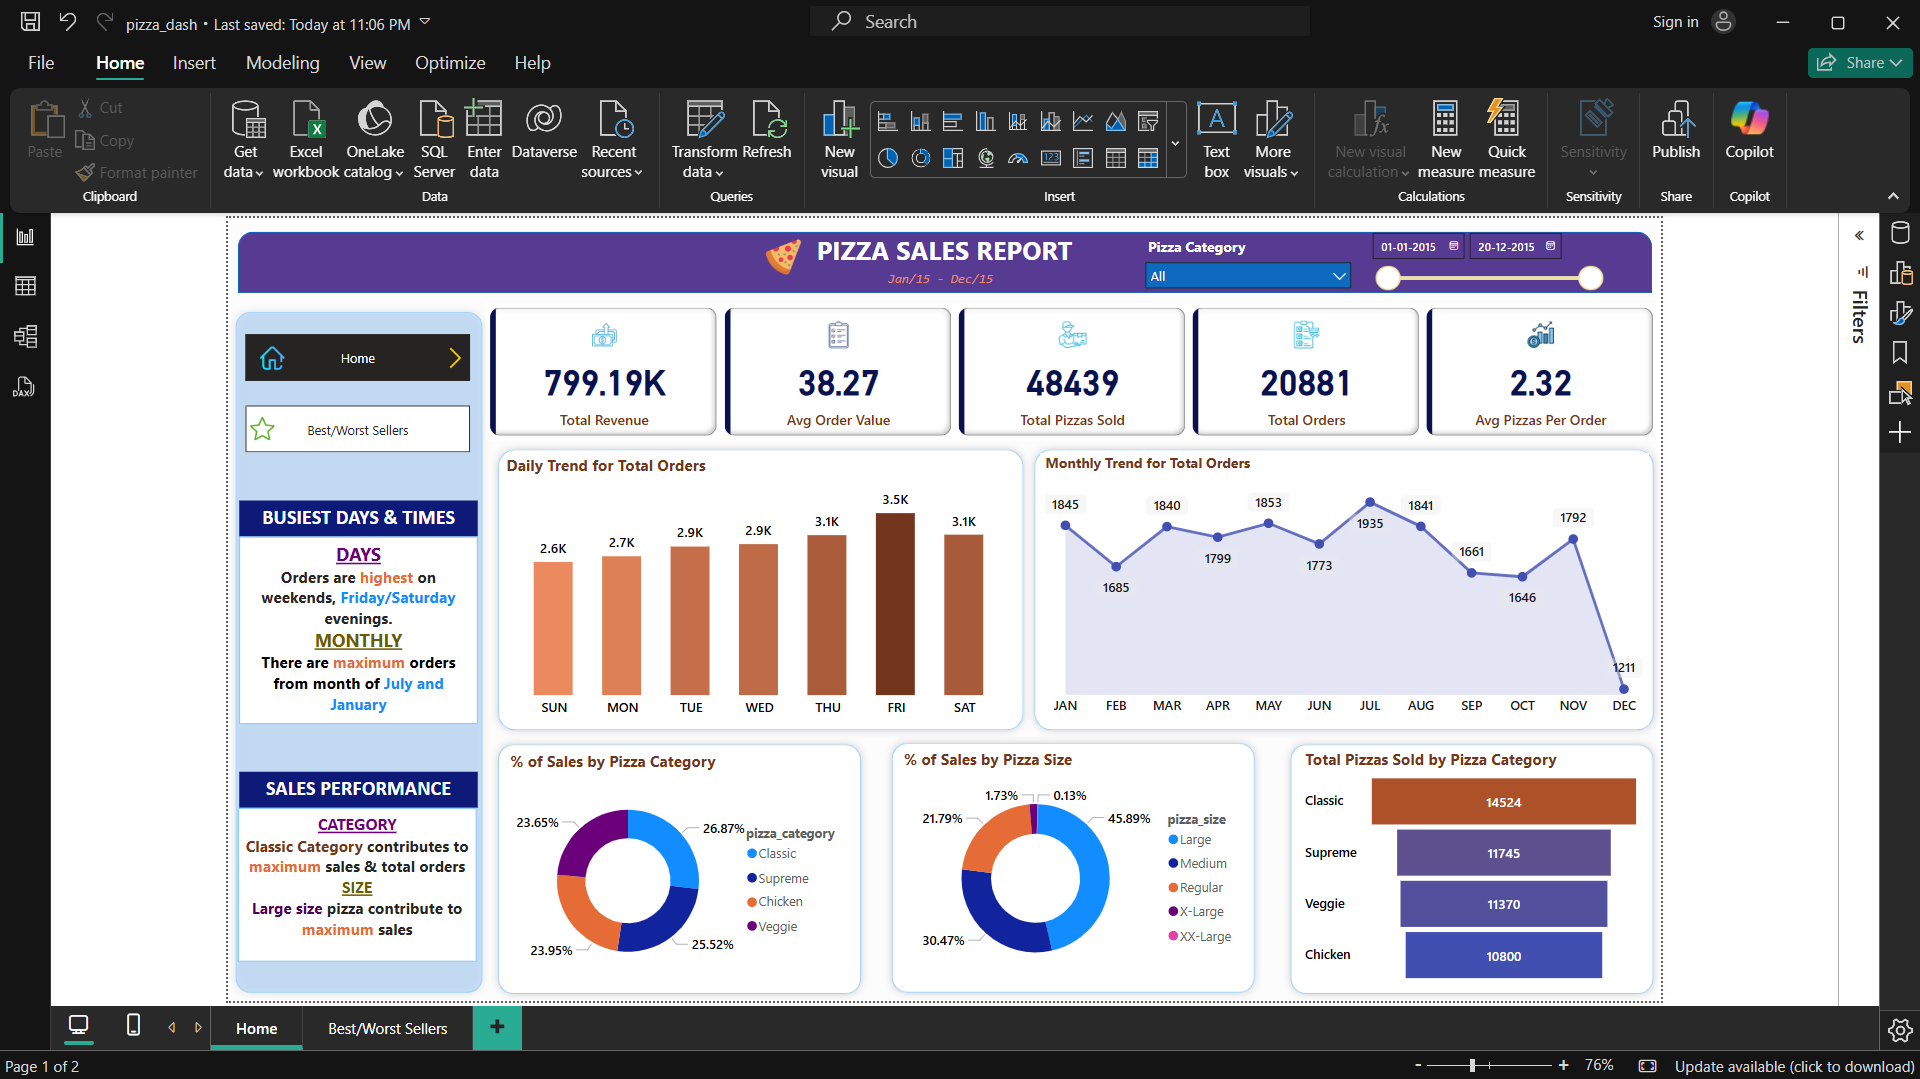 pizza_dash • Last saved: Today at 11:06 PM
Search
Sign in
File
Home
Insert
Modeling
View
Optimize
Help
Share
Paste
Cut
Copy
Format painter
Clipboard
Get data
Excel workbook
OneLake catalog
SQL Server
Enter data
Dataverse
Recent sources
Data
Transform data
Refresh
Queries
New visual
Text box
More visuals
Insert
New visual calculation
New measure
Quick measure
Calculations
Sensitivity
Sensitivity
Publish
Share
Copilot
Copilot
PIZZA SALES REPORT
Jan/15 - Dec/15
Pizza Category
All
01-01-2015
20-12-2015
Filters
Home
Best/Worst Sellers
799.19K
Total Revenue
38.27
Avg Order Value
48439
Total Pizzas Sold
20881
Total Orders
2.32
Avg Pizzas Per Order
BUSIEST DAYS & TIMES
DAYS
Orders are highest on
weekends, Friday/Saturday
evenings.
MONTHLY
There are maximum orders
from month of July and
January
SALES PERFORMANCE
CATEGORY
Classic Category contributes to
maximum sales & total orders
SIZE
Large size pizza contribute to
maximum sales
Daily Trend for Total Orders
2.6K
2.7K
2.9K
2.9K
3.1K
3.5K
3.1K
SUN MON TUE WED THU FRI SAT
Monthly Trend for Total Orders
1845
1685
1840
1799
1853
1773
1935
1841
1661
1646
1792
1211
JAN FEB MAR APR MAY JUN JUL AUG SEP OCT NOV DEC
% of Sales by Pizza Category
23.65%
26.87%
23.95%
25.52%
pizza_category
Classic
Supreme
Chicken
Veggie
% of Sales by Pizza Size
1.73%
0.13%
21.79%
45.89%
30.47%
pizza_size
Large
Medium
Regular
X-Large
XX-Large
Total Pizzas Sold by Pizza Category
Classic 14524
Supreme 11745
Veggie 11370
Chicken 10800
Home
Best/Worst Sellers
Page 1 of 2
76%
Update available (click to download)